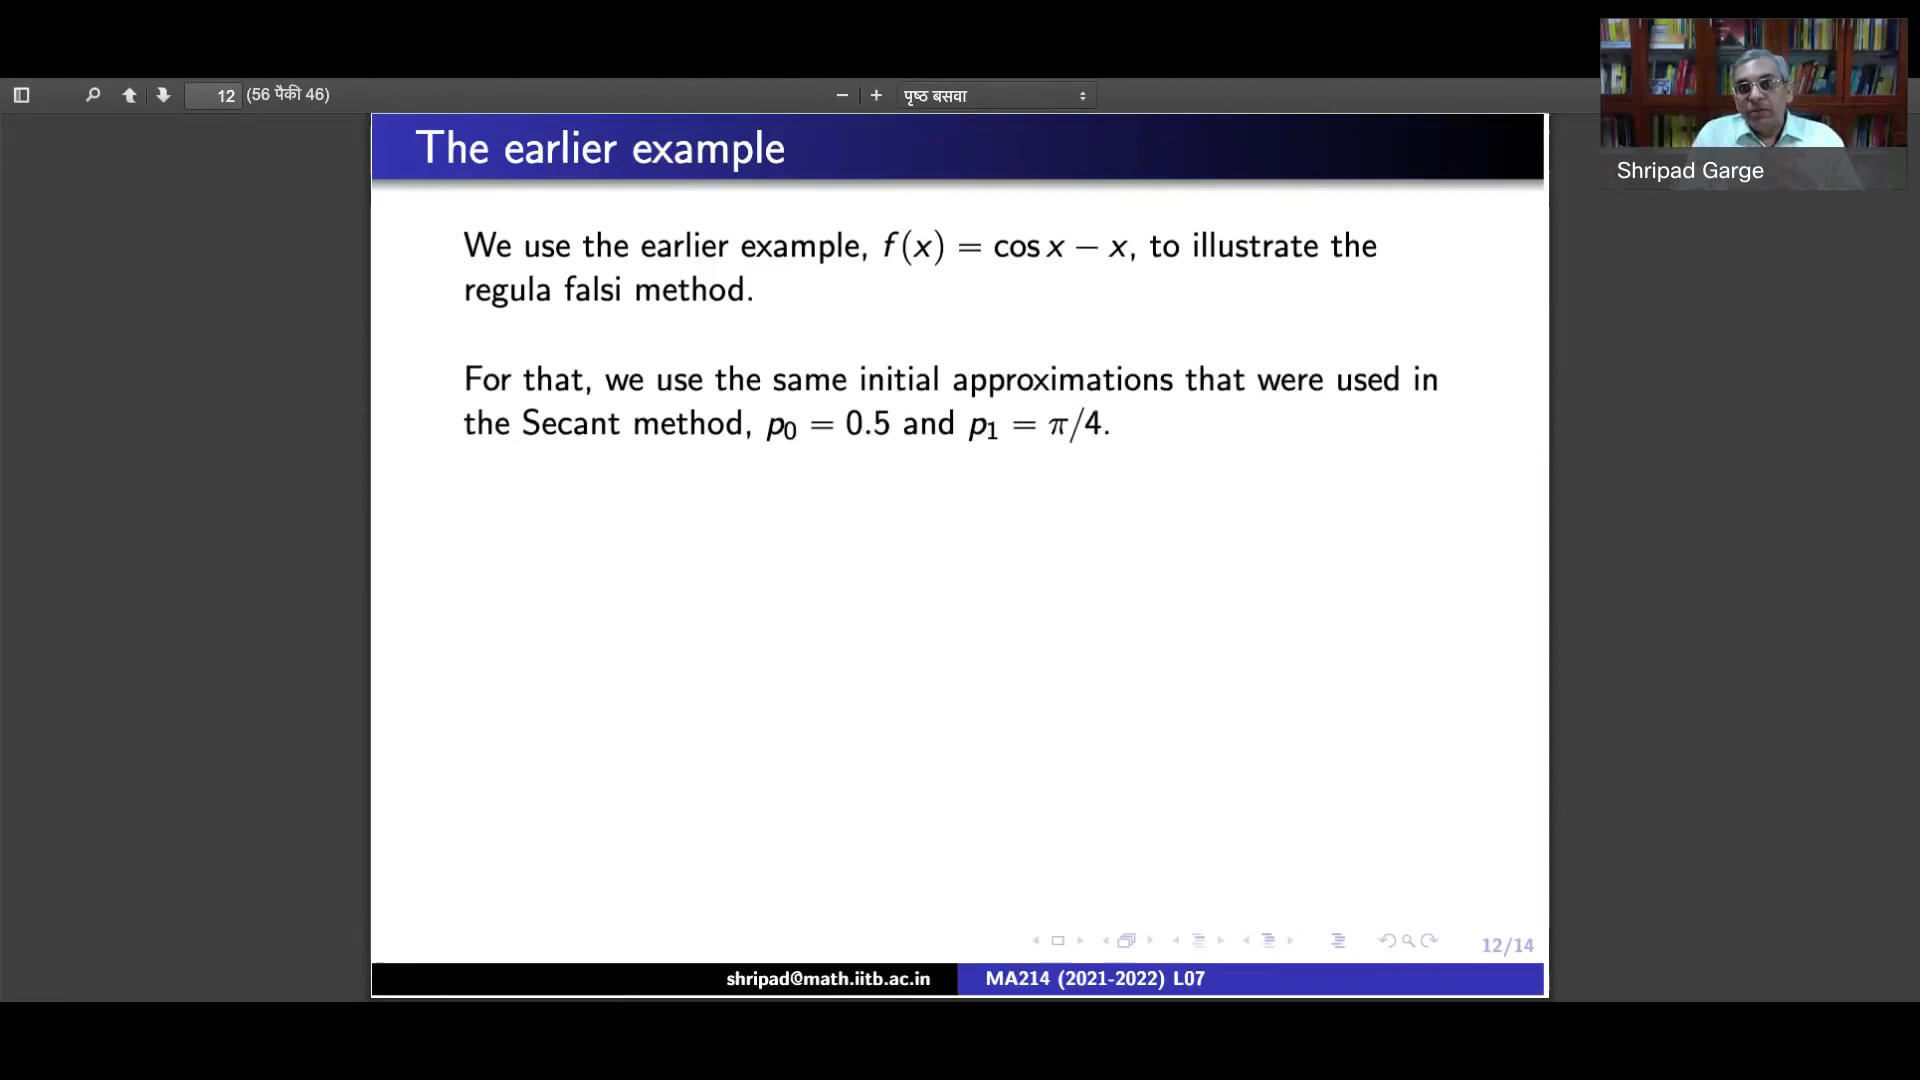 12 (56 पैकी 46)
पृष्ठ बसवा
Shripad Garge
The earlier example
We use the earlier example, f(x) = cos x − x, to illustrate the
regula falsi method.
For that, we use the same initial approximations that were used in
the Secant method, p₀ = 0.5 and p₁ = π/4.
12/14
shripad@math.iitb.ac.in MA214 (2021-2022) L07